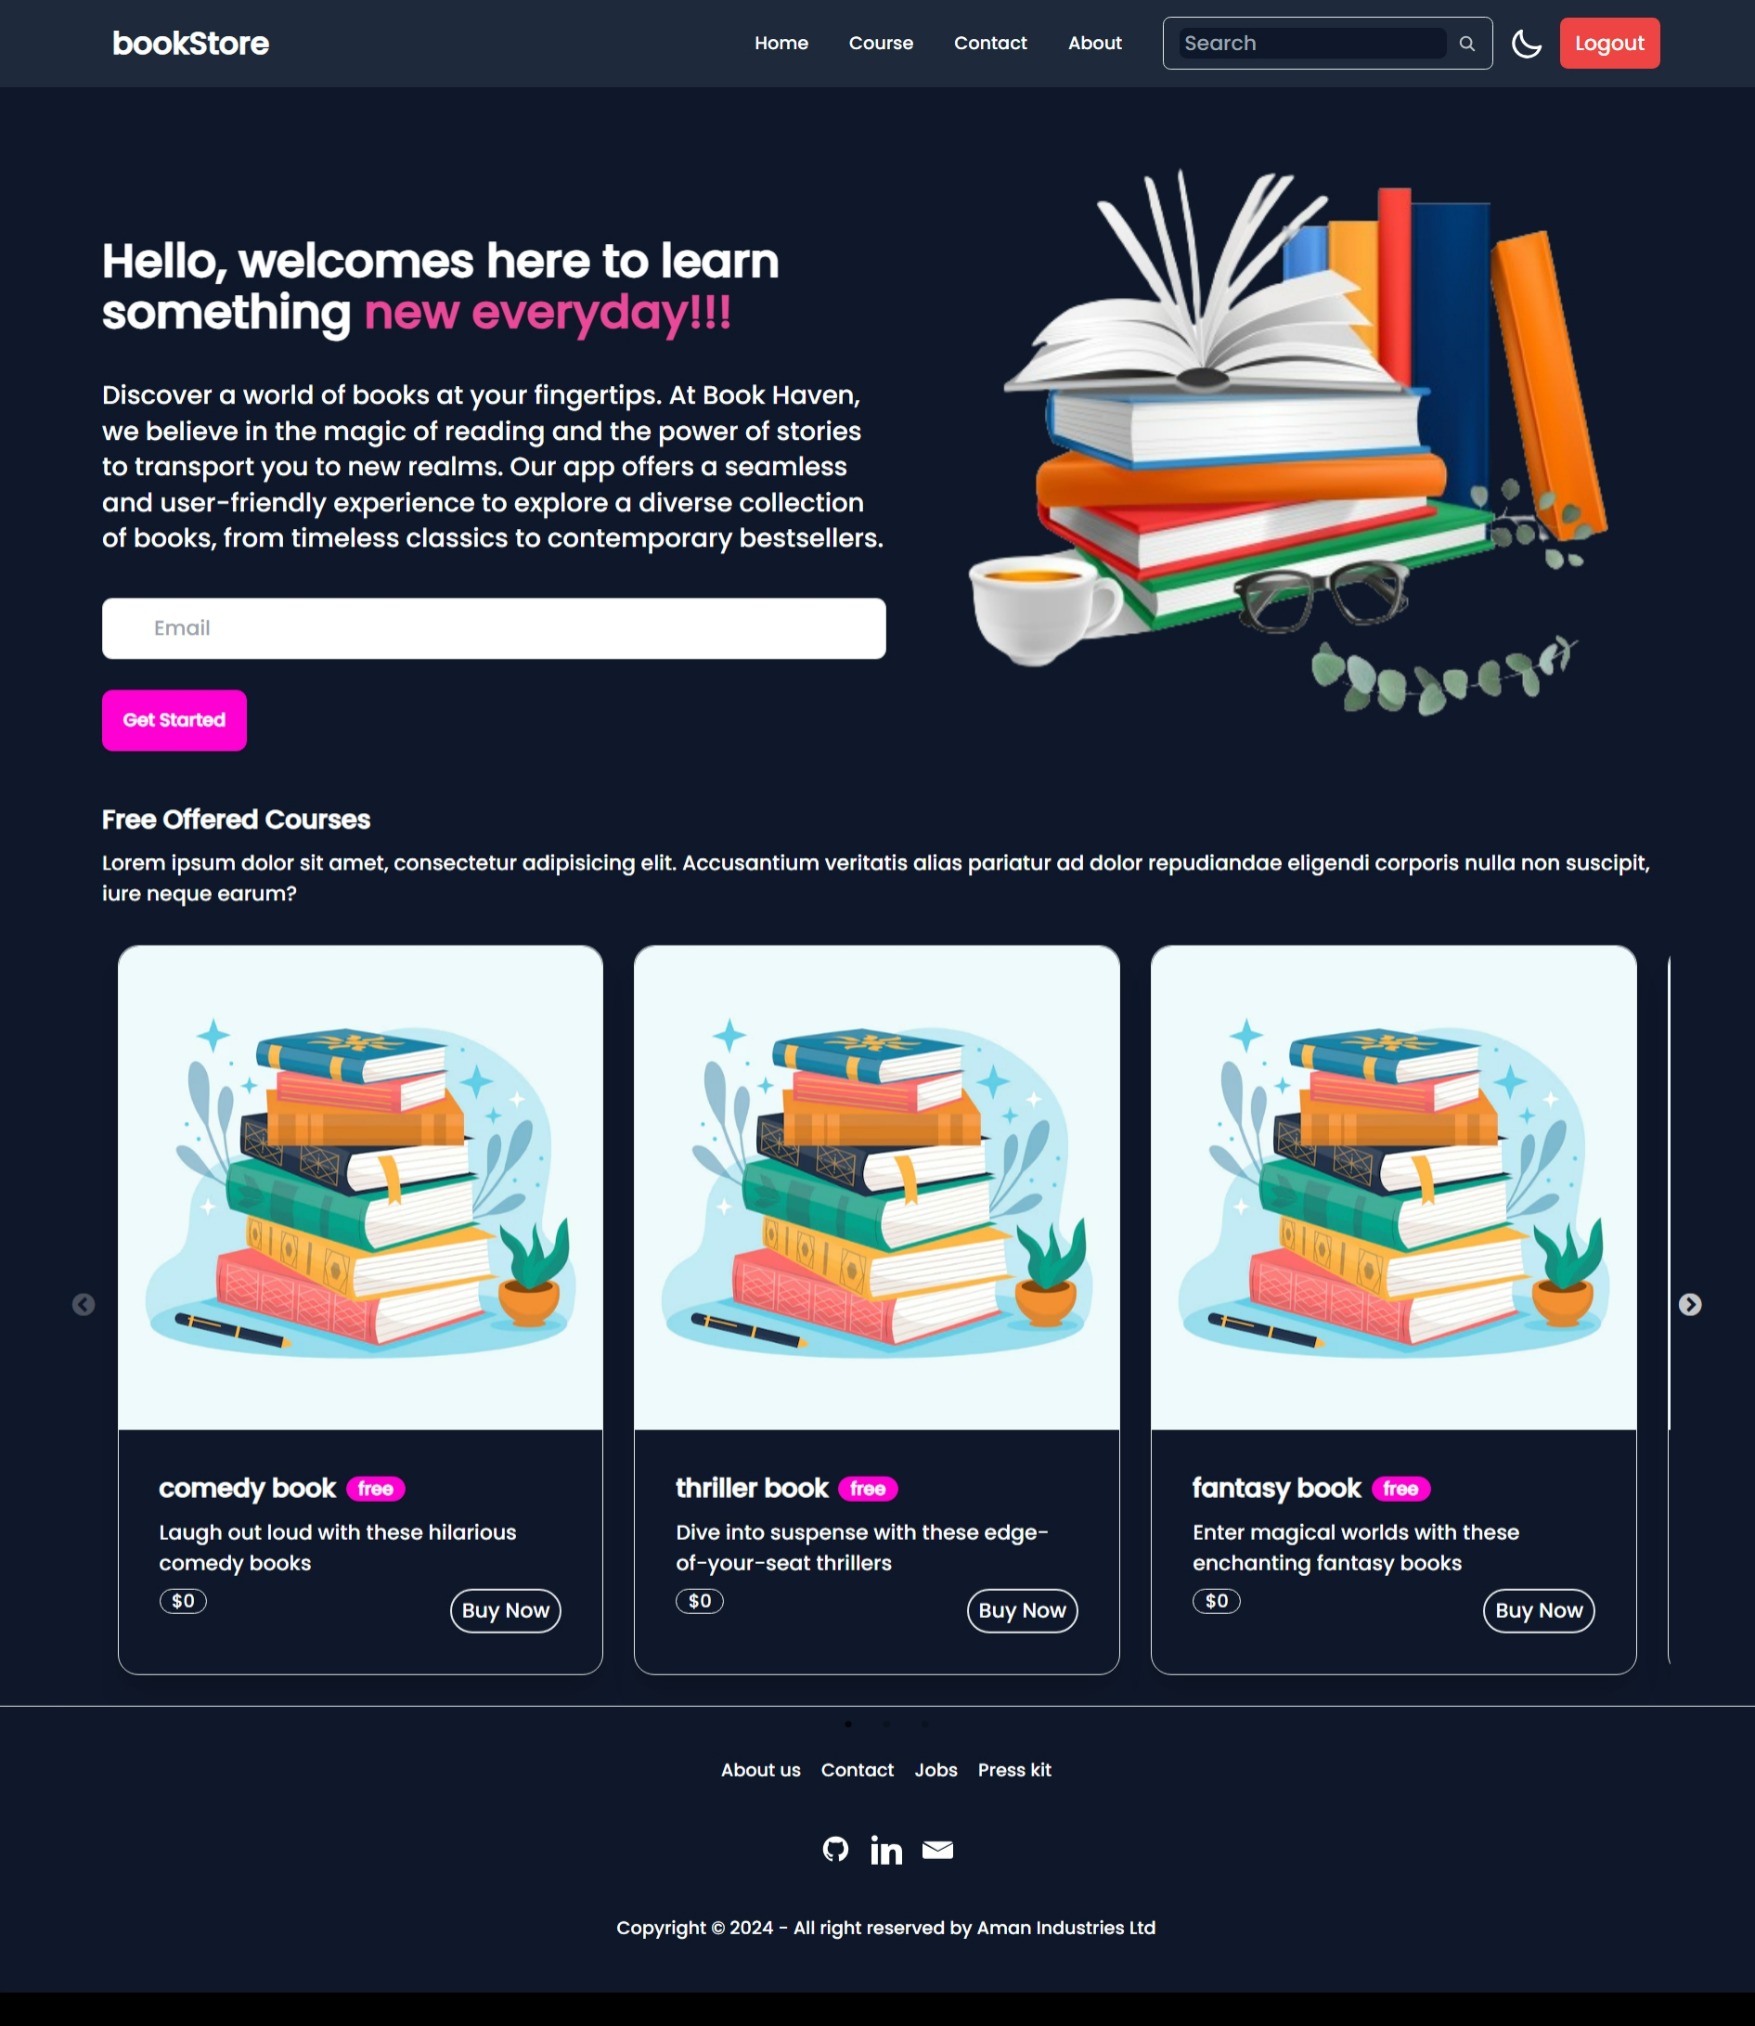 bookStore
Home
Course
Contact
About
Search
Logout
Hello, welcomes here to learn
something new everyday!!!
Discover a world of books at your fingertips. At Book Haven,
we believe in the magic of reading and the power of stories
to transport you to new realms. Our app offers a seamless
and user-friendly experience to explore a diverse collection
of books, from timeless classics to contemporary bestsellers.
Email
Get Started
Free Offered Courses
Lorem ipsum dolor sit amet, consectetur adipisicing elit. Accusantium veritatis alias pariatur ad dolor repudiandae eligendi corporis nulla non suscipit,
iure neque earum?
comedy book free
Laugh out loud with these hilarious
comedy books
$0
Buy Now
thriller book free
Dive into suspense with these edge-
of-your-seat thrillers
$0
Buy Now
fantasy book free
Enter magical worlds with these
enchanting fantasy books
$0
Buy Now
About us
Contact
Jobs
Press kit
in
Copyright © 2024 - All right reserved by Aman Industries Ltd